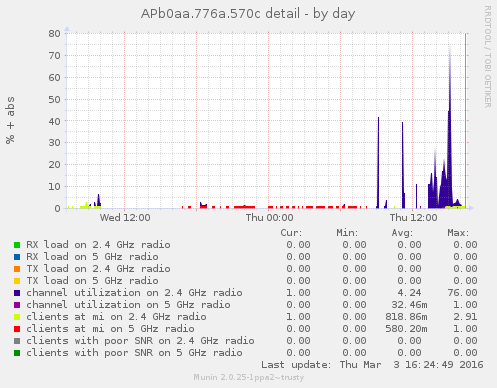 APb0aa.776a.570c detail - by day
RRDTOOL / TOBI OETIKER
% + abs
80
70
60
50
40
30
20
10
0
Wed 12:00 Thu 00:00 Thu 12:00
Cur: Min: Avg: Max:
RX load on 2.4 GHz radio 0.00 0.00 0.00 0.00
RX load on 5 GHz radio 0.00 0.00 0.00 0.00
TX load on 2.4 GHz radio 0.00 0.00 0.00 0.00
TX load on 5 GHz radio 0.00 0.00 0.00 0.00
channel utilization on 2.4 GHz radio 1.00 0.00 4.24 76.00
channel utilization on 5 GHz radio 0.00 0.00 32.46m 1.00
clients at mi on 2.4 GHz radio 1.00 0.00 818.86m 2.91
clients at mi on 5 GHz radio 0.00 0.00 580.20m 1.00
clients with poor SNR on 2.4 GHz radio 0.00 0.00 0.00 0.00
clients with poor SNR on 5 GHz radio 0.00 0.00 0.00 0.00
Last update: Thu Mar 3 16:24:49 2016
Munin 2.0.25-1ppa2~trusty